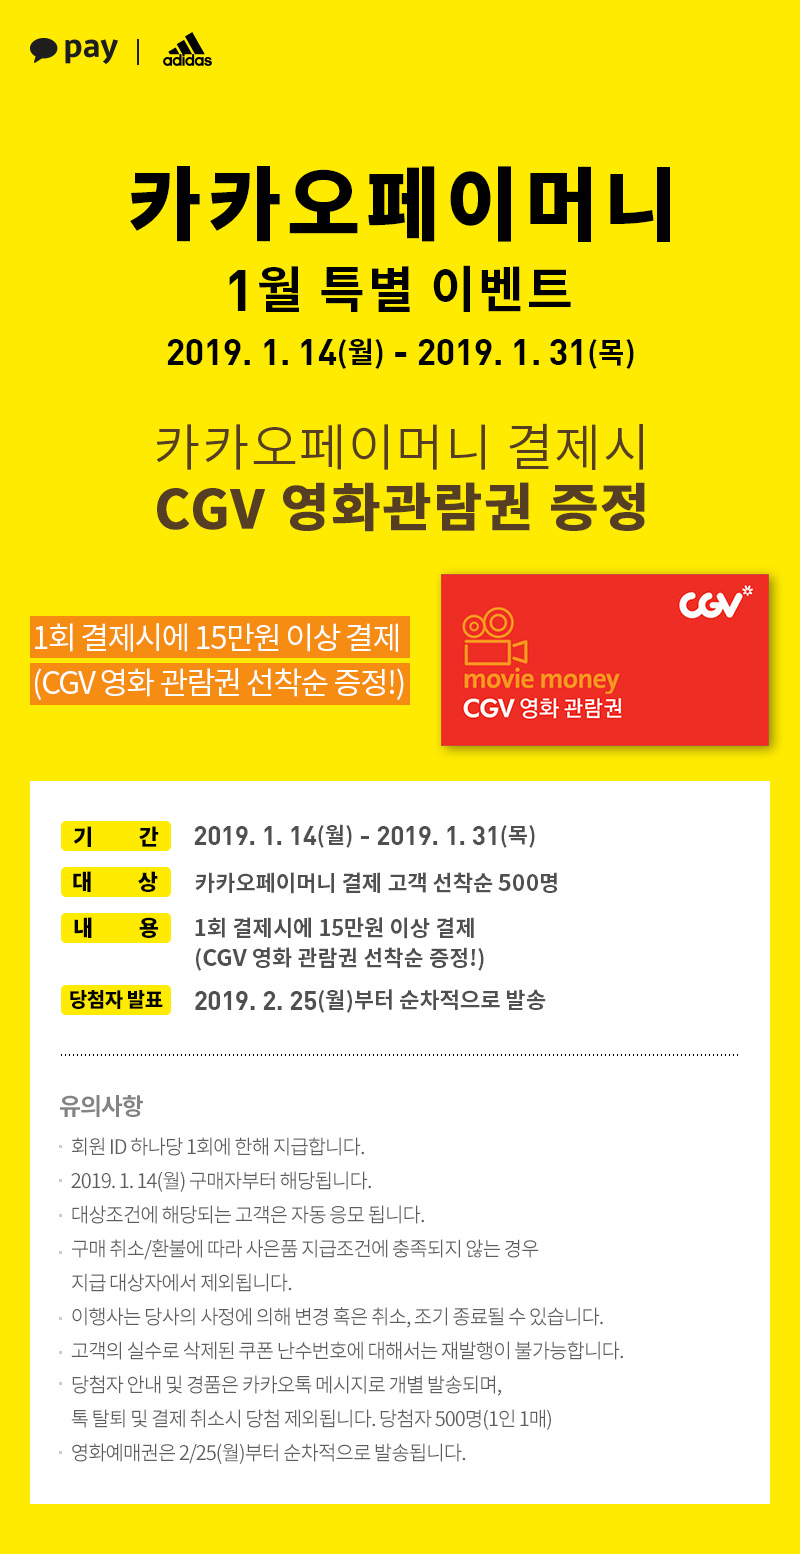 pay | adidas
카카오페이머니
1월 특별 이벤트
2019. 1. 14(월) - 2019. 1. 31(목)
카카오페이머니 결제시
CGV 영화관람권 증정
1회 결제시에 15만원 이상 결제
(CGV 영화 관람권 선착순 증정!)
CGV*
movie money
CGV 영화 관람권
기 간 2019. 1. 14(월) - 2019. 1. 31(목)
대 상 카카오페이머니 결제 고객 선착순 500명
내 용 1회 결제시에 15만원 이상 결제
(CGV 영화 관람권 선착순 증정!)
당첨자 발표 2019. 2. 25(월)부터 순차적으로 발송
유의사항
· 회원 ID 하나당 1회에 한해 지급합니다.
· 2019. 1. 14(월) 구매자부터 해당됩니다.
· 대상조건에 해당되는 고객은 자동 응모 됩니다.
· 구매 취소/환불에 따라 사은품 지급조건에 충족되지 않는 경우
지급 대상자에서 제외됩니다.
· 이행사는 당사의 사정에 의해 변경 혹은 취소, 조기 종료될 수 있습니다.
· 고객의 실수로 삭제된 쿠폰 난수번호에 대해서는 재발행이 불가능합니다.
· 당첨자 안내 및 경품은 카카오톡 메시지로 개별 발송되며,
톡 탈퇴 및 결제 취소시 당첨 제외됩니다. 당첨자 500명(1인 1매)
· 영화예매권은 2/25(월)부터 순차적으로 발송됩니다.